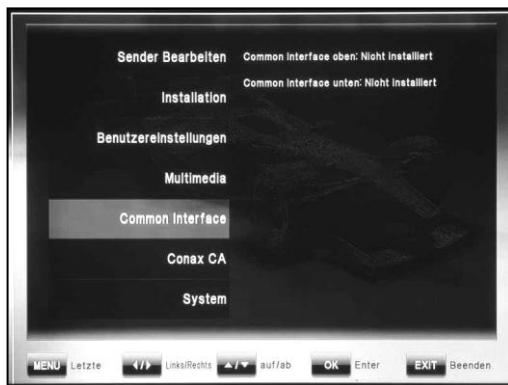 Sender Bearbeiten
Common Interface oben: Nicht installiert
Common Interface unten: Nicht installiert
Installation
Benutzereinstellungen
Multimedia
Common Interface
Conax CA
System
MENU Letzte ◀/▶ Links/Rechts ▲/▼ auf/ab OK Enter EXIT Beenden